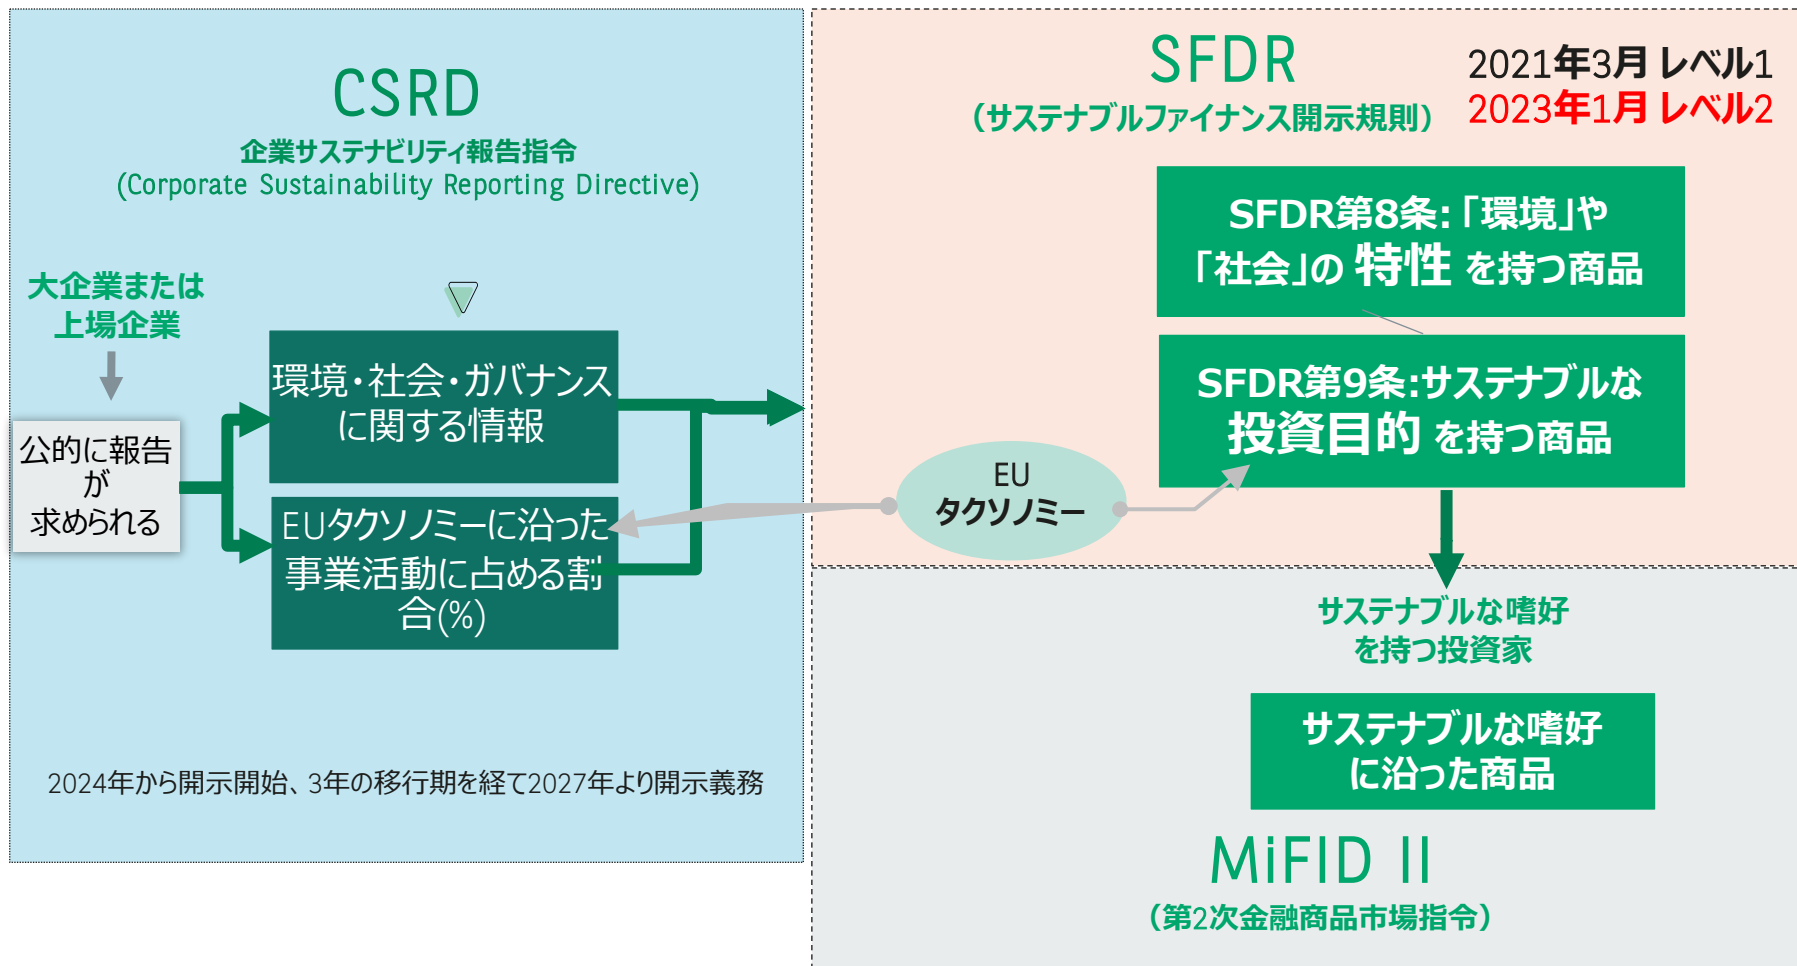 CSRD
企業サステナビリティ報告指令
(Corporate Sustainability Reporting Directive)
大企業または
上場企業
公的に報告
が
求められる
環境・社会・ガバナンス
に関する情報
EUタクソノミーに沿った
事業活動に占める割
合(%)
2024年から開示開始、3年の移行期を経て2027年より開示義務
SFDR
（サステナブルファイナンス開示規則）
2021年3月 レベル1
2023年1月 レベル2
SFDR第8条:「環境」や
「社会」の 特性 を持つ商品
SFDR第9条:サステナブルな
投資目的 を持つ商品
EU
タクソノミー
サステナブルな嗜好
を持つ投資家
サステナブルな嗜好
に沿った商品
MiFID II
（第2次金融商品市場指令）